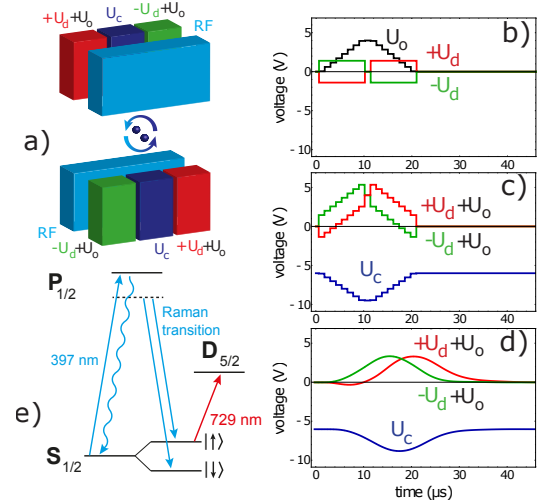 a)
+Ud+Uo
Uc
-Ud+Uo
RF
RF
-Ud+Uo
Uc
+Ud+Uo
b)
voltage (V)
5
0
-5
Uo
+Ud
-Ud
0
10
20
30
40
c)
voltage (V)
5
0
-5
-10
+Ud+Uo
-Ud+Uo
Uc
0
10
20
30
40
d)
voltage (V)
5
0
-5
-10
+Ud+Uo
-Ud+Uo
Uc
0
10
20
30
40
time (µs)
e)
P1/2
Raman
transition
D5/2
397 nm
729 nm
S1/2
|↑⟩
|↓⟩